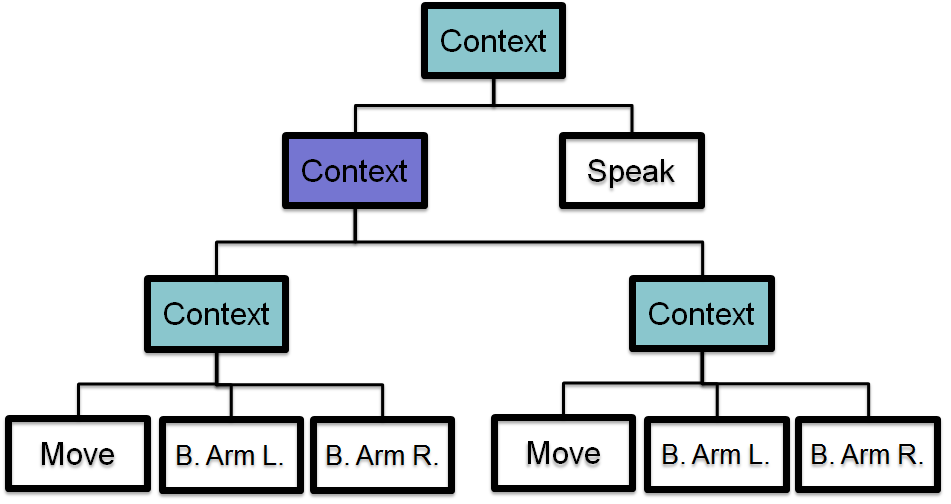 Context
Context
Speak
Context
Context
Move
B. Arm L.
B. Arm R.
Move
B. Arm L.
B. Arm R.